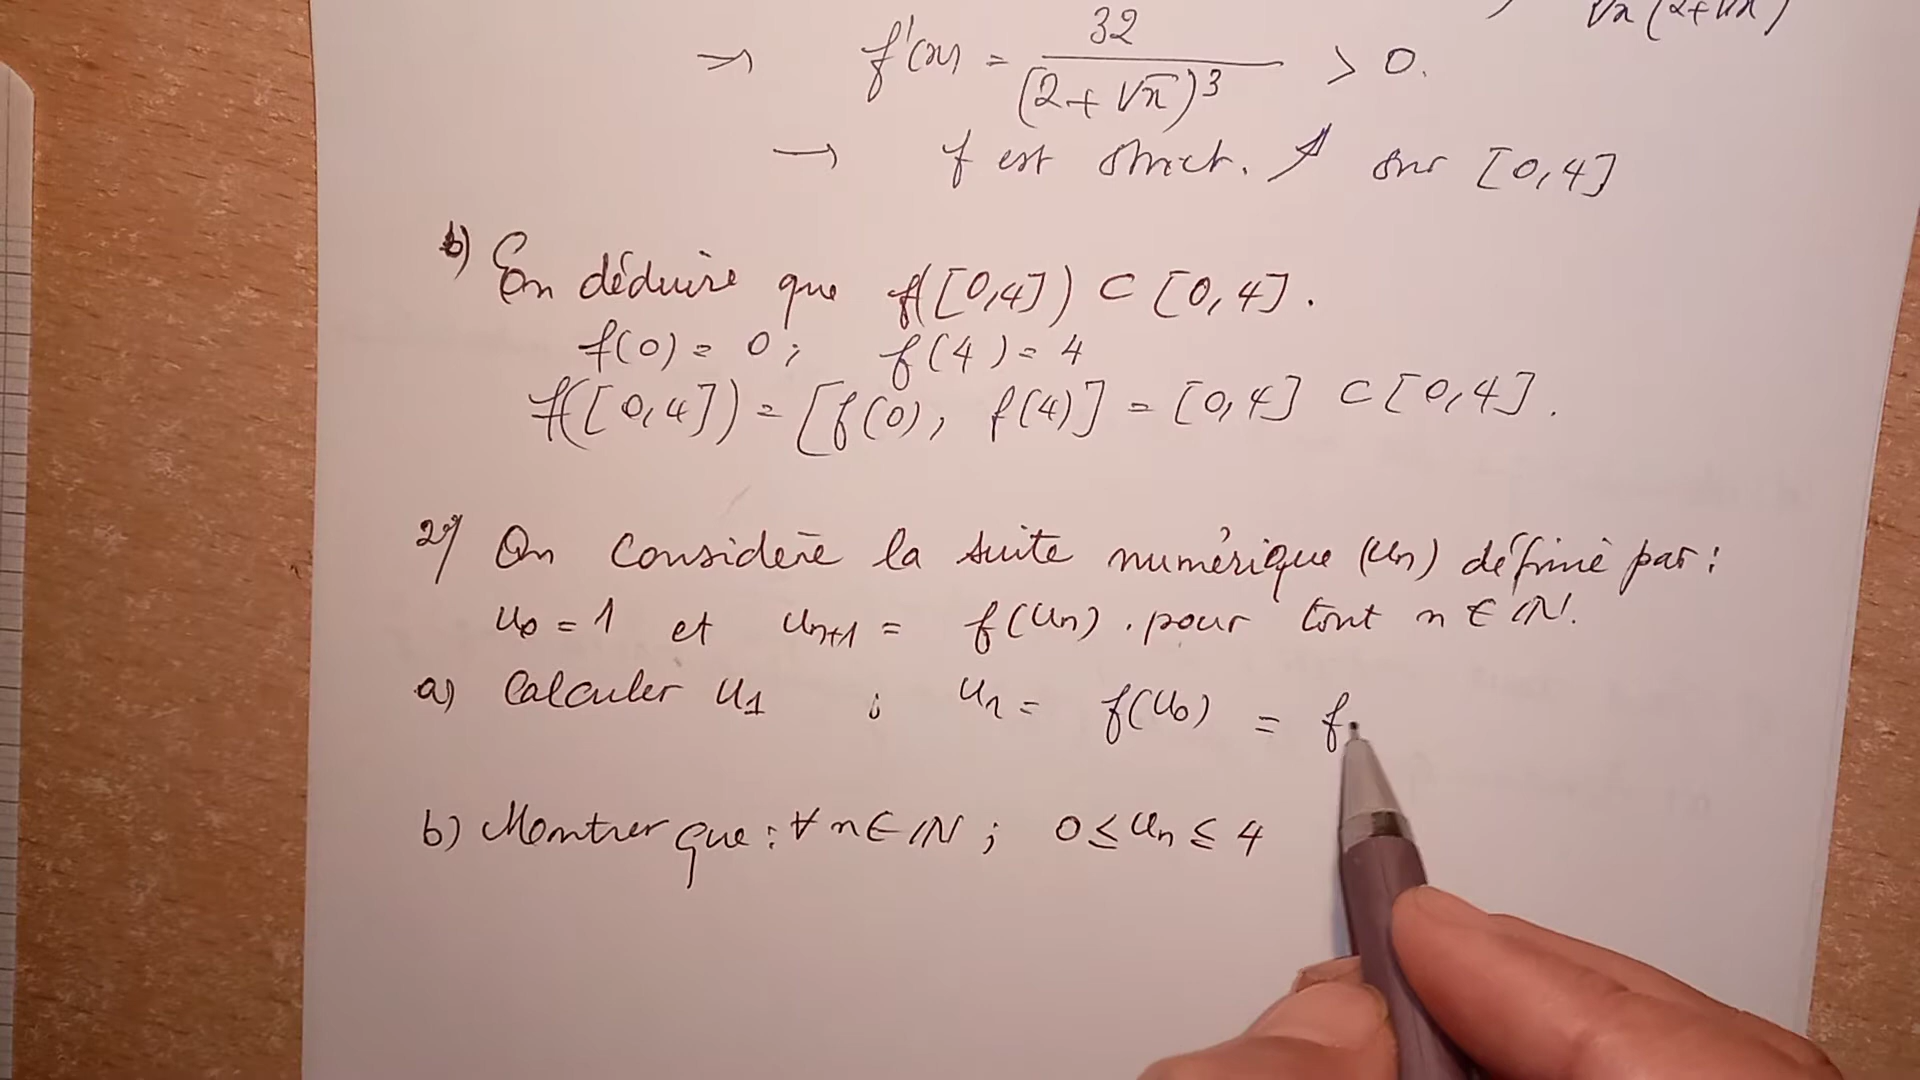 √x(2+√x)
→ f'(x) = 32 / (2+√x)³ > 0.
→ f est strict. ↗ sur [0,4]
b) En déduire que f([0,4]) ⊂ [0,4].
f(0) = 0 ; f(4) = 4
f([0,4]) = [f(0), f(4)] = [0,4] ⊂ [0,4].
2°/ On considère la suite numérique (un) définie par :
u0 = 1 et un+1 = f(un). pour tout n ∈ IN.
a) Calculer u1 ; u1 = f(u0) = f
b) Montrer que : ∀ n ∈ IN ; 0 ≤ un ≤ 4